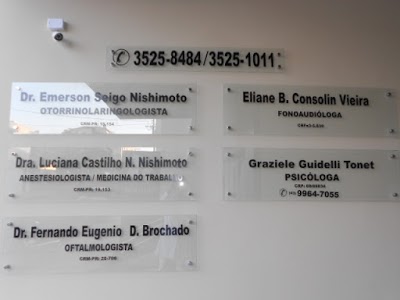 3525-8484/3525-1011
Dr. Emerson Seigo Nishimoto
OTORRINOLARINGOLOGISTA
Dra. Luciana Castilho N. Nishimoto
ANESTESIOLOGISTA / MEDICINA DO TRABALHO
Dr. Fernando Eugenio D. Brochado
OFTALMOLOGISTA
Eliane B. Consolin Vieira
FONOAUDIÓLOGA
Graziele Guidelli Tonet
PSICÓLOGA
9964-7055